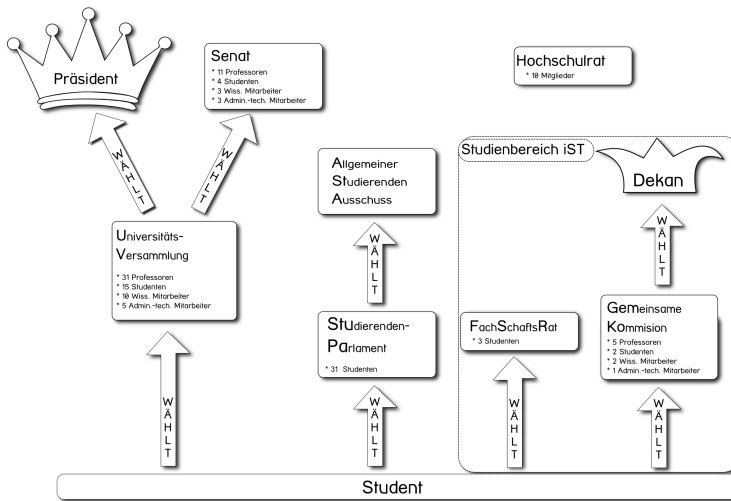 Präsident
Senat
* 11 Professoren
* 4 Studenten
* 3 Wiss. Mitarbeiter
* 3 Admin.-tech. Mitarbeiter
Hochschulrat
* 10 Mitglieder
WÄHLT
WÄHLT
Studienbereich iST
Dekan
Allgemeiner
Studierenden
Ausschuss
WÄHLT
Universitäts-
Versammlung
* 31 Professoren
* 15 Studenten
* 10 Wiss. Mitarbeiter
* 5 Admin.-tech. Mitarbeiter
WÄHLT
STudierenden-
Parlament
* 31 Studenten
FachSchaftsRat
* 3 Studenten
Gemeinsame
Kommision
* 5 Professoren
* 2 Studenten
* 2 Wiss. Mitarbeiter
* 1 Admin.-tech. Mitarbeiter
WÄHLT
WÄHLT
WÄHLT
WÄHLT
Student